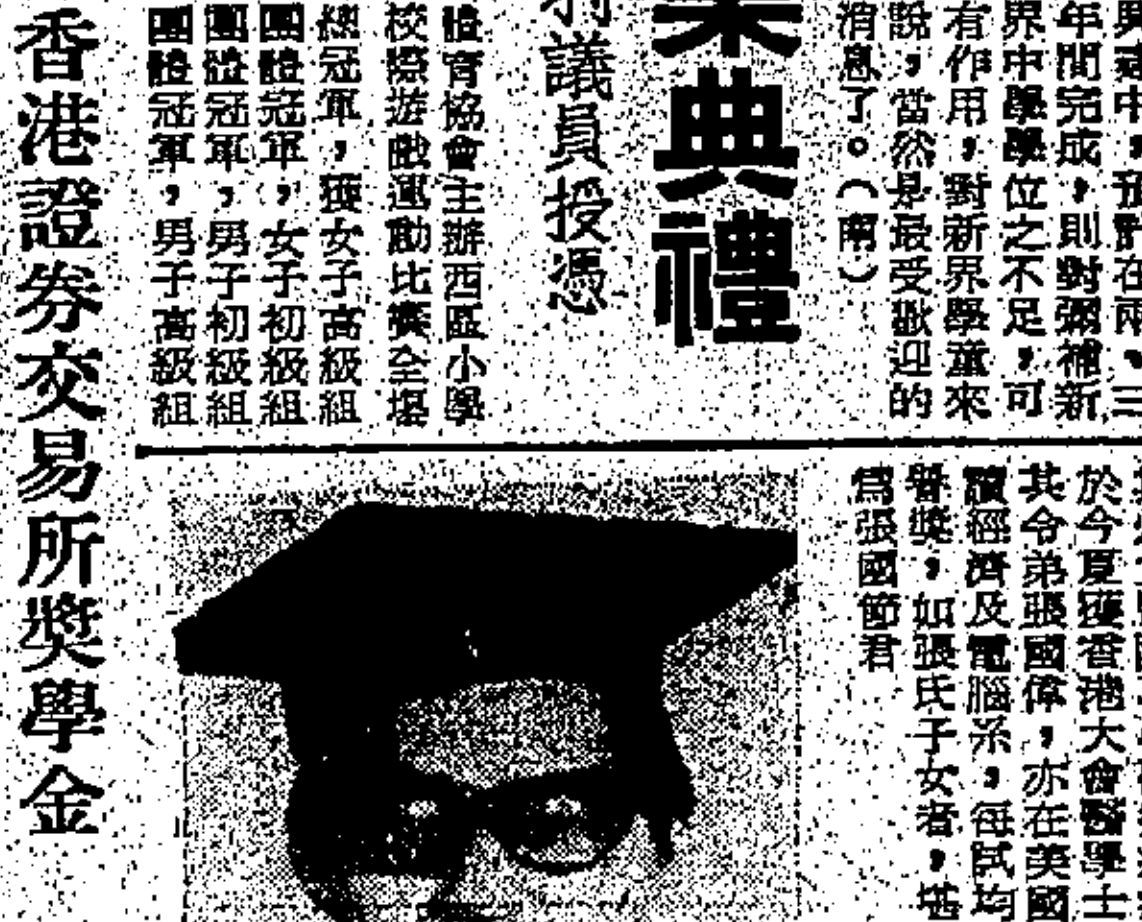 年間完成，則對彌補新
界中學學位之不足，可
有作用，對新界學童來
說，當然是最受歡迎的
消息了。（南）
業典禮
議員授憑
體育協會主辦西區小學
校際遊戲運動比賽全場
總冠軍，獲女子高級組
團體冠軍，女子初級組
團體冠軍，男子初級組
團體冠軍，男子高級組
香港證券交易所獎學金
於今夏獲香港大會醫學士
其令弟張國偉，亦在美國
讀經濟及電腦系，每試均
譽獎，如張氏子女者，堪
為張國節君